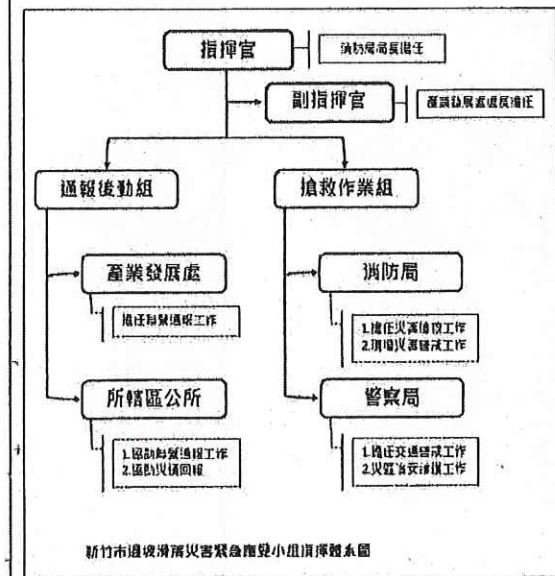 指揮官
消防局局長擔任
副指揮官
產業發展處處長擔任
通報後勤組
搶救作業組
產業發展處
擔任聯繫通報工作
消防局
1.擔任災害搶救工作
2.現場災害警戒工作
所轄區公所
1.協助聯繫通報工作
2.協助災情回報
警察局
1.擔任交通警戒工作
2.災區治安維護工作
新竹市邊坡滑落災害緊急應變小組指揮體系圖